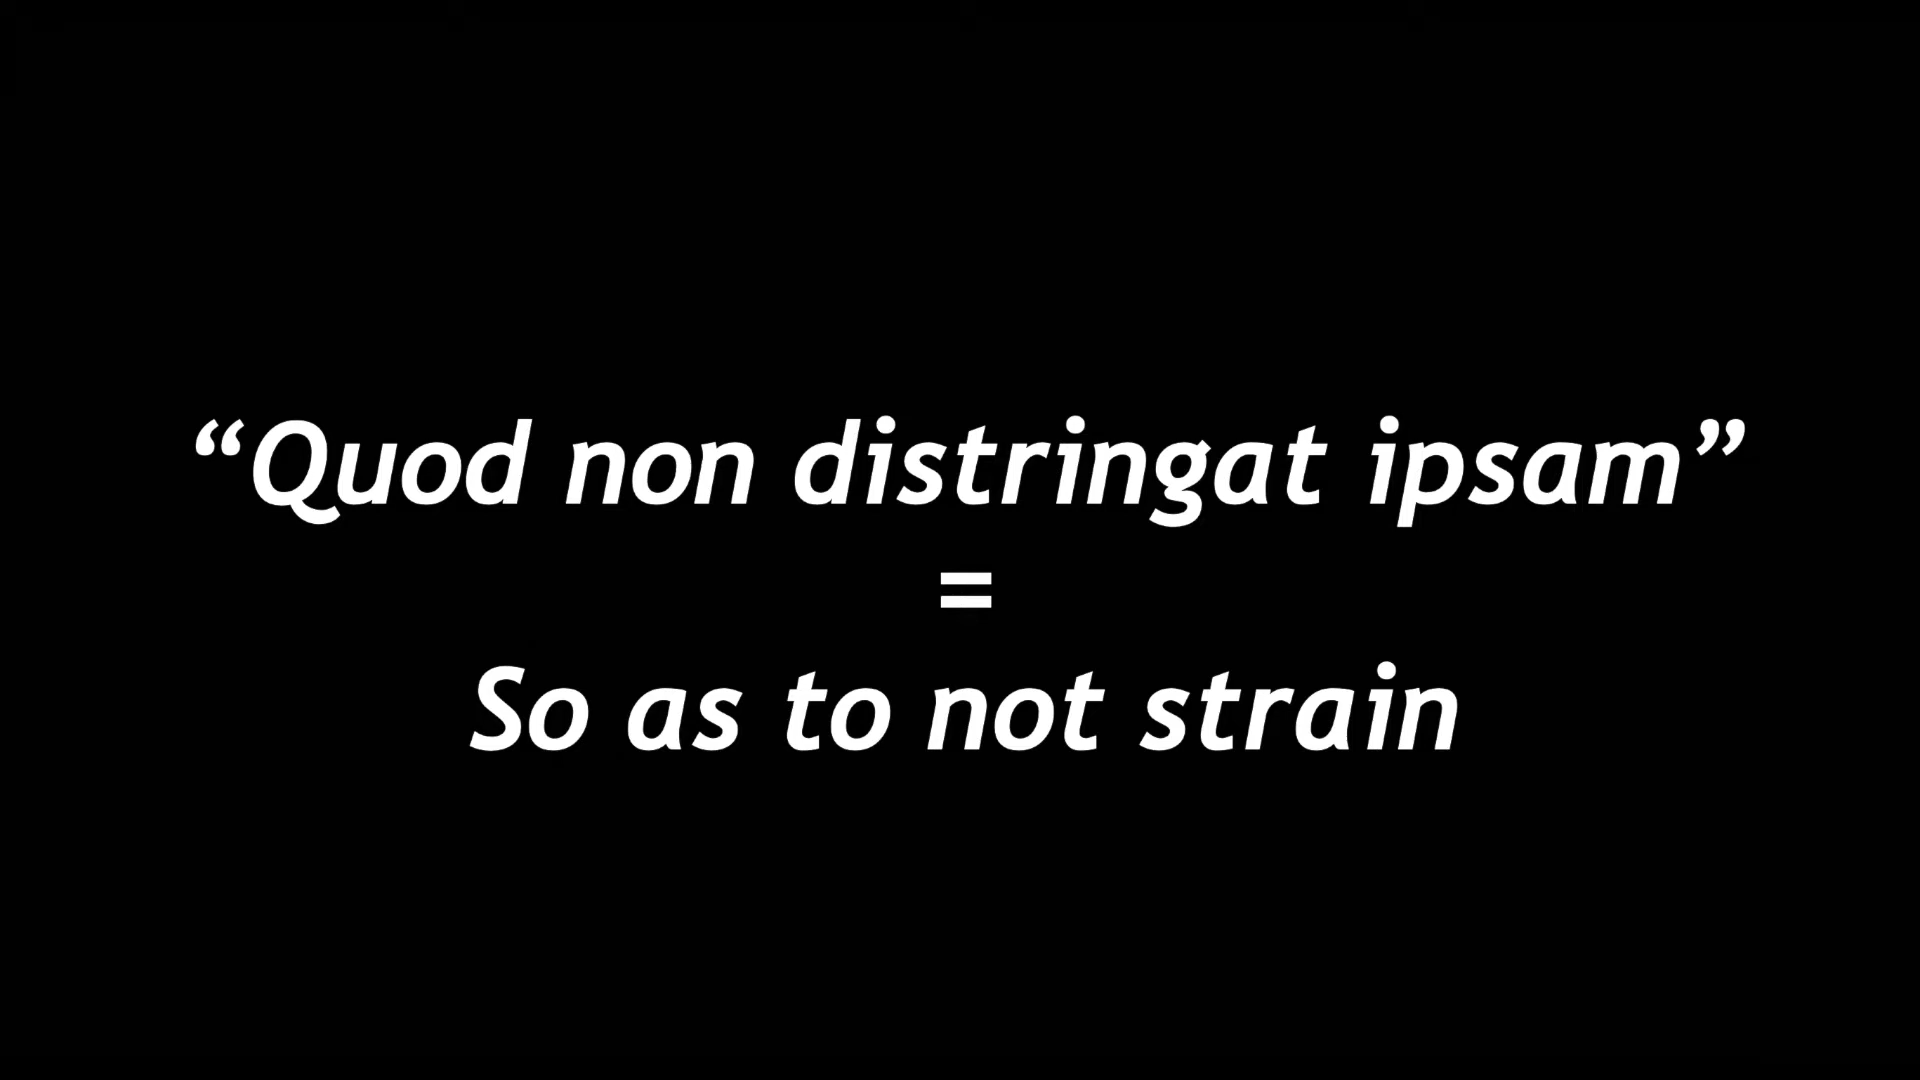 “Quod non distringat ipsam”
=
So as to not strain